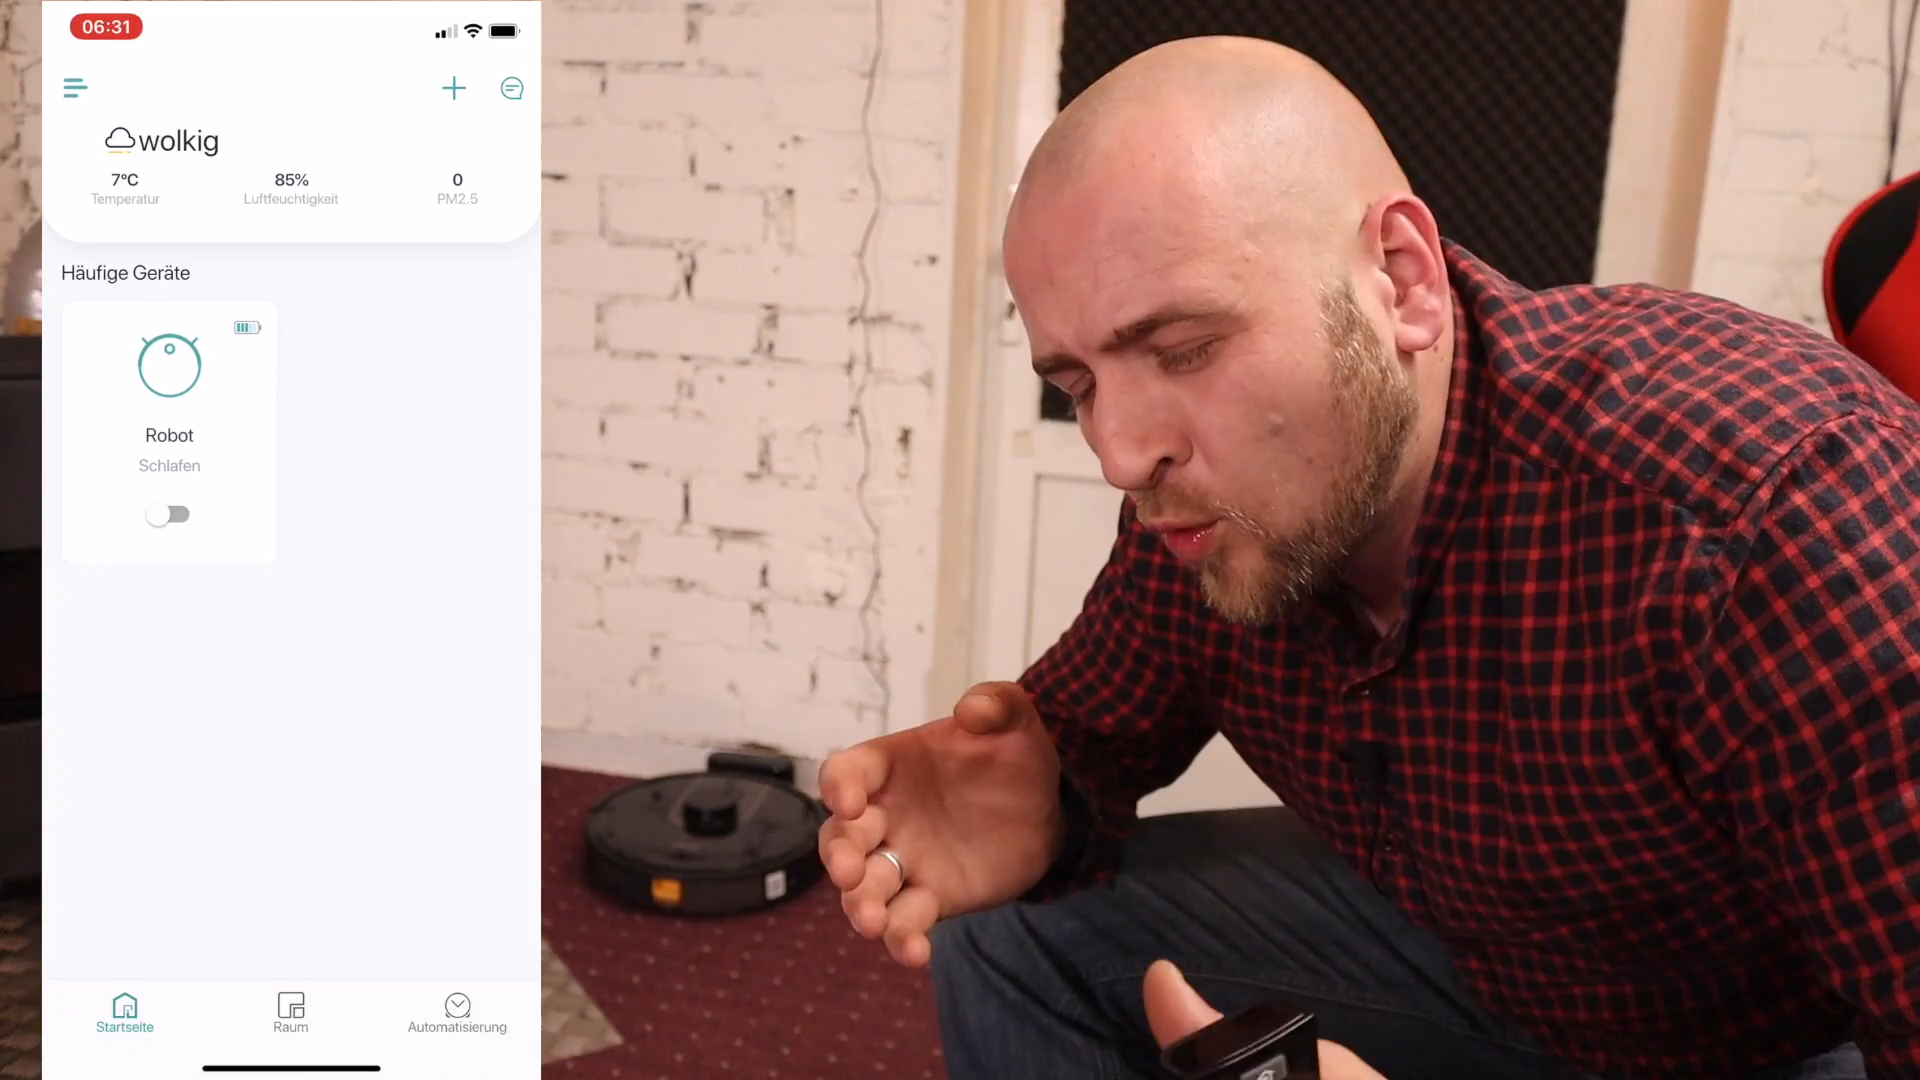 06:31
wolkig
7°C
85%
0
Temperatur
Luftfeuchtigkeit
PM2.5
Häufige Geräte
Robot
Schlafen
Startseite
Raum
Automatisierung